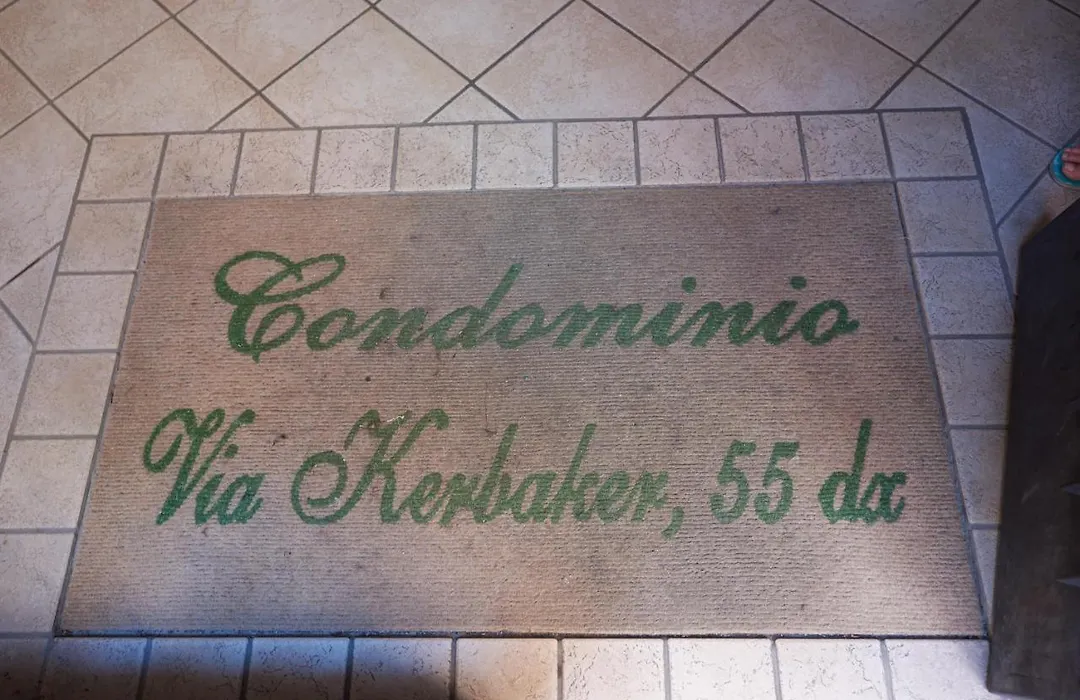 Condominio
Via Kerbaker, 55 dx